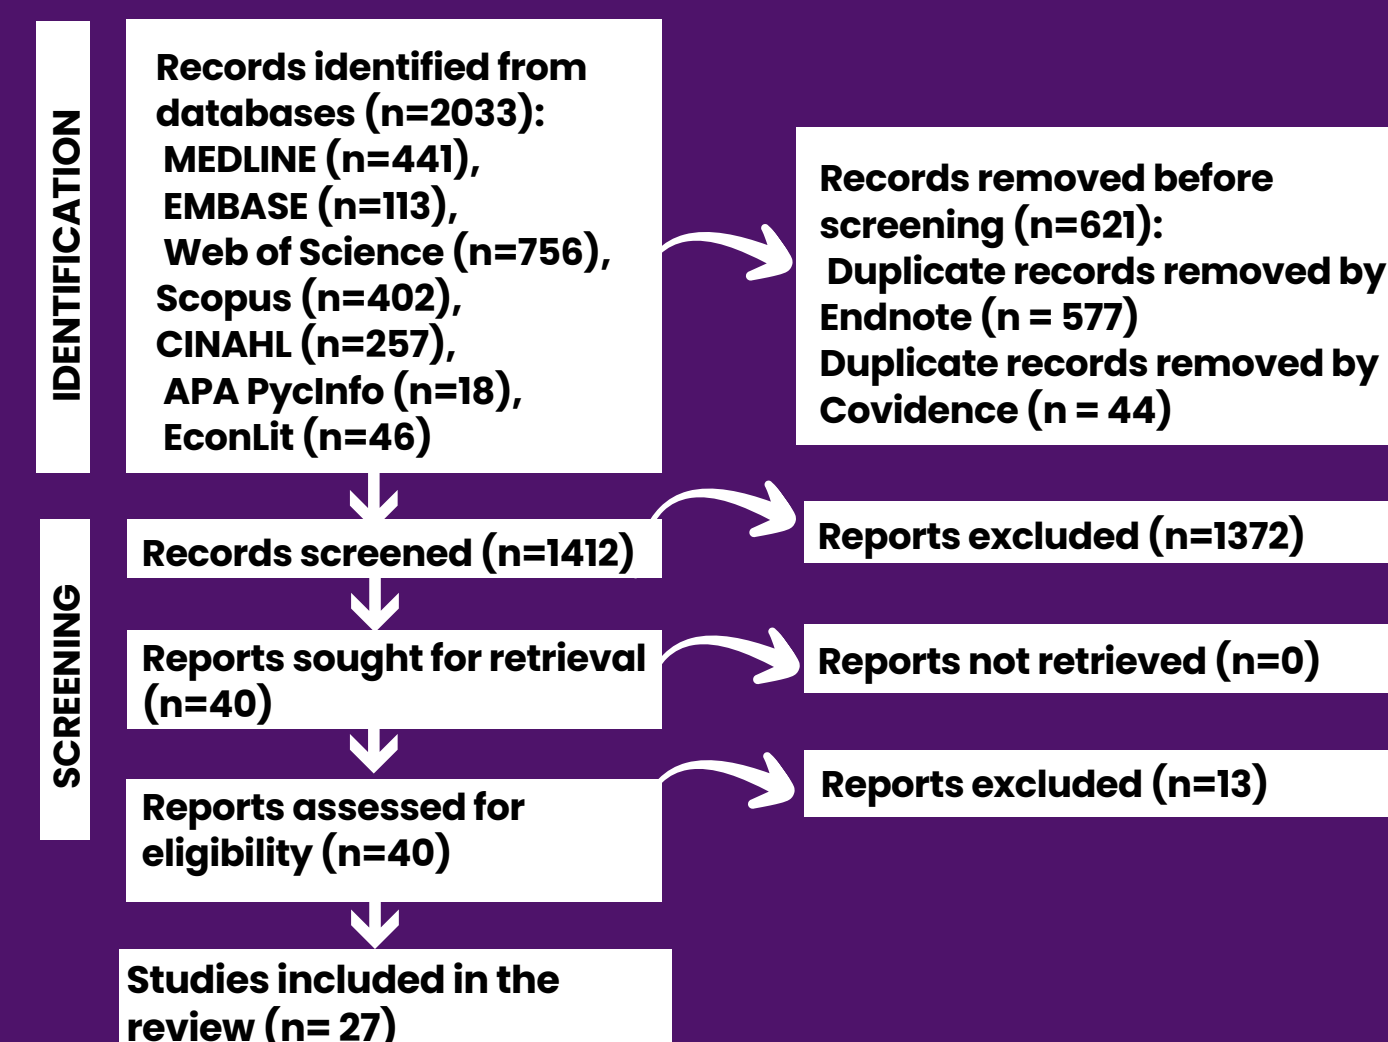 IDENTIFICATION
Records identified from
databases (n=2033):
MEDLINE (n=441),
EMBASE (n=113),
Web of Science (n=756),
Scopus (n=402),
CINAHL (n=257),
APA PycInfo (n=18),
EconLit (n=46)
Records removed before
screening (n=621):
Duplicate records removed by
Endnote (n = 577)
Duplicate records removed by
Covidence (n = 44)
SCREENING
Records screened (n=1412)
Reports excluded (n=1372)
Reports sought for retrieval
(n=40)
Reports not retrieved (n=0)
Reports assessed for
eligibility (n=40)
Reports excluded (n=13)
Studies included in the
review (n= 27)